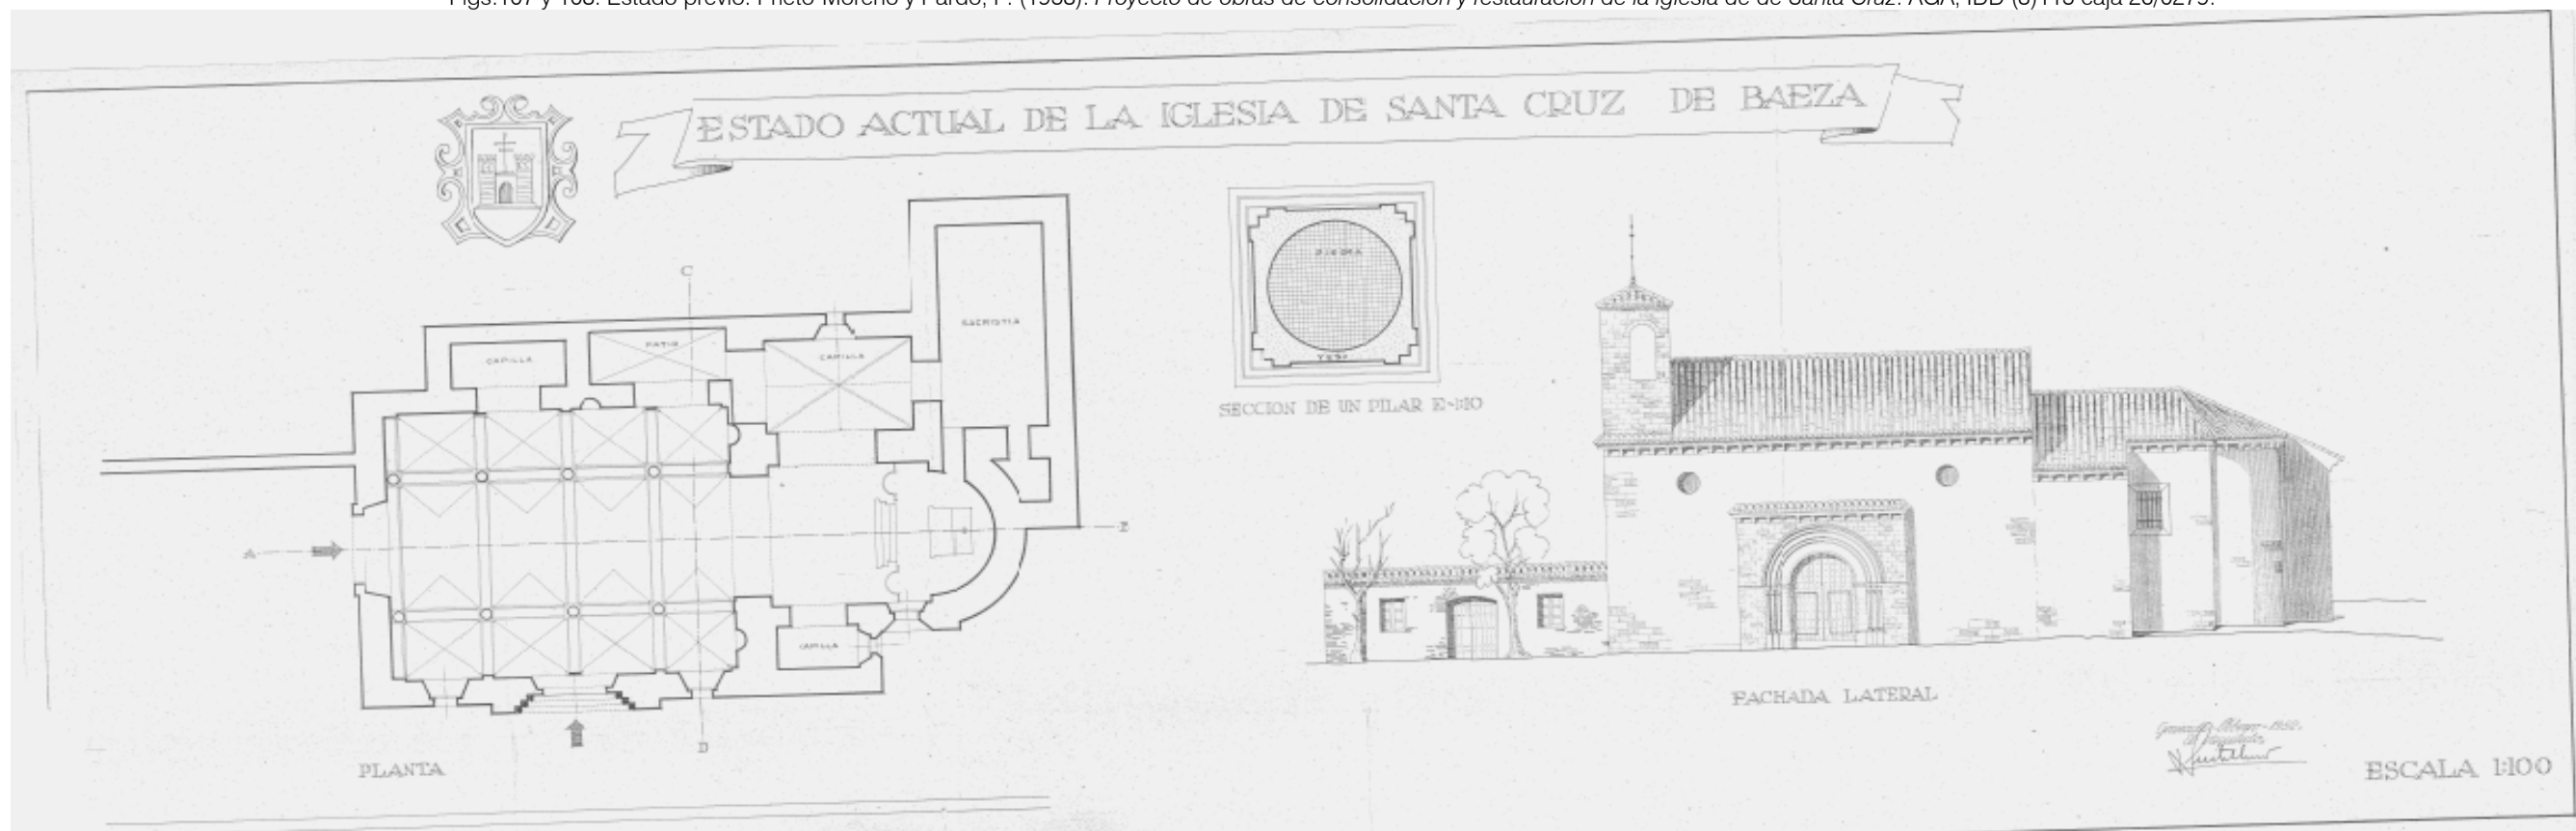 ESTADO ACTUAL DE LA IGLESIA DE SANTA CRUZ DE BAEZA
C
SACRISTIA
CAPILLA
PATIO
CAPILLA
A
B
CAPILLA
D
PLANTA
PIEDRA
YESO
SECCION DE UN PILAR E-1:10
FACHADA LATERAL
ESCALA 1:100